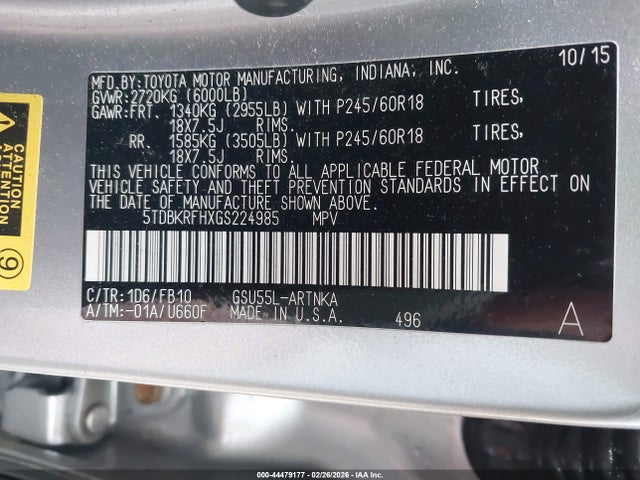 10/15
MFD.BY:TOYOTA MOTOR MANUFACTURING, INDIANA, INC.
GVWR:2720KG (6000LB)
GAWR:FRT. 1340KG (2955LB) WITH P245/60R18 TIRES,
18X7.5J RIMS.
RR. 1585KG (3505LB) WITH P245/60R18 TIRES,
18X7.5J RIMS.
THIS VEHICLE CONFORMS TO ALL APPLICABLE FEDERAL MOTOR
VEHICLE SAFETY AND THEFT PREVENTION STANDARDS IN EFFECT ON
THE DATE OF MANUFACTURE SHOWN ABOVE.
5TDBKRFHXGS224985 MPV
C/TR:1D6/FB10 GSU55L-ARTNKA
A/TM:-01A/U660F MADE IN U.S.A.
496
A
CAUTION
ATTENTION
9
000-44479177 - 02/26/2026 - IAA Inc.